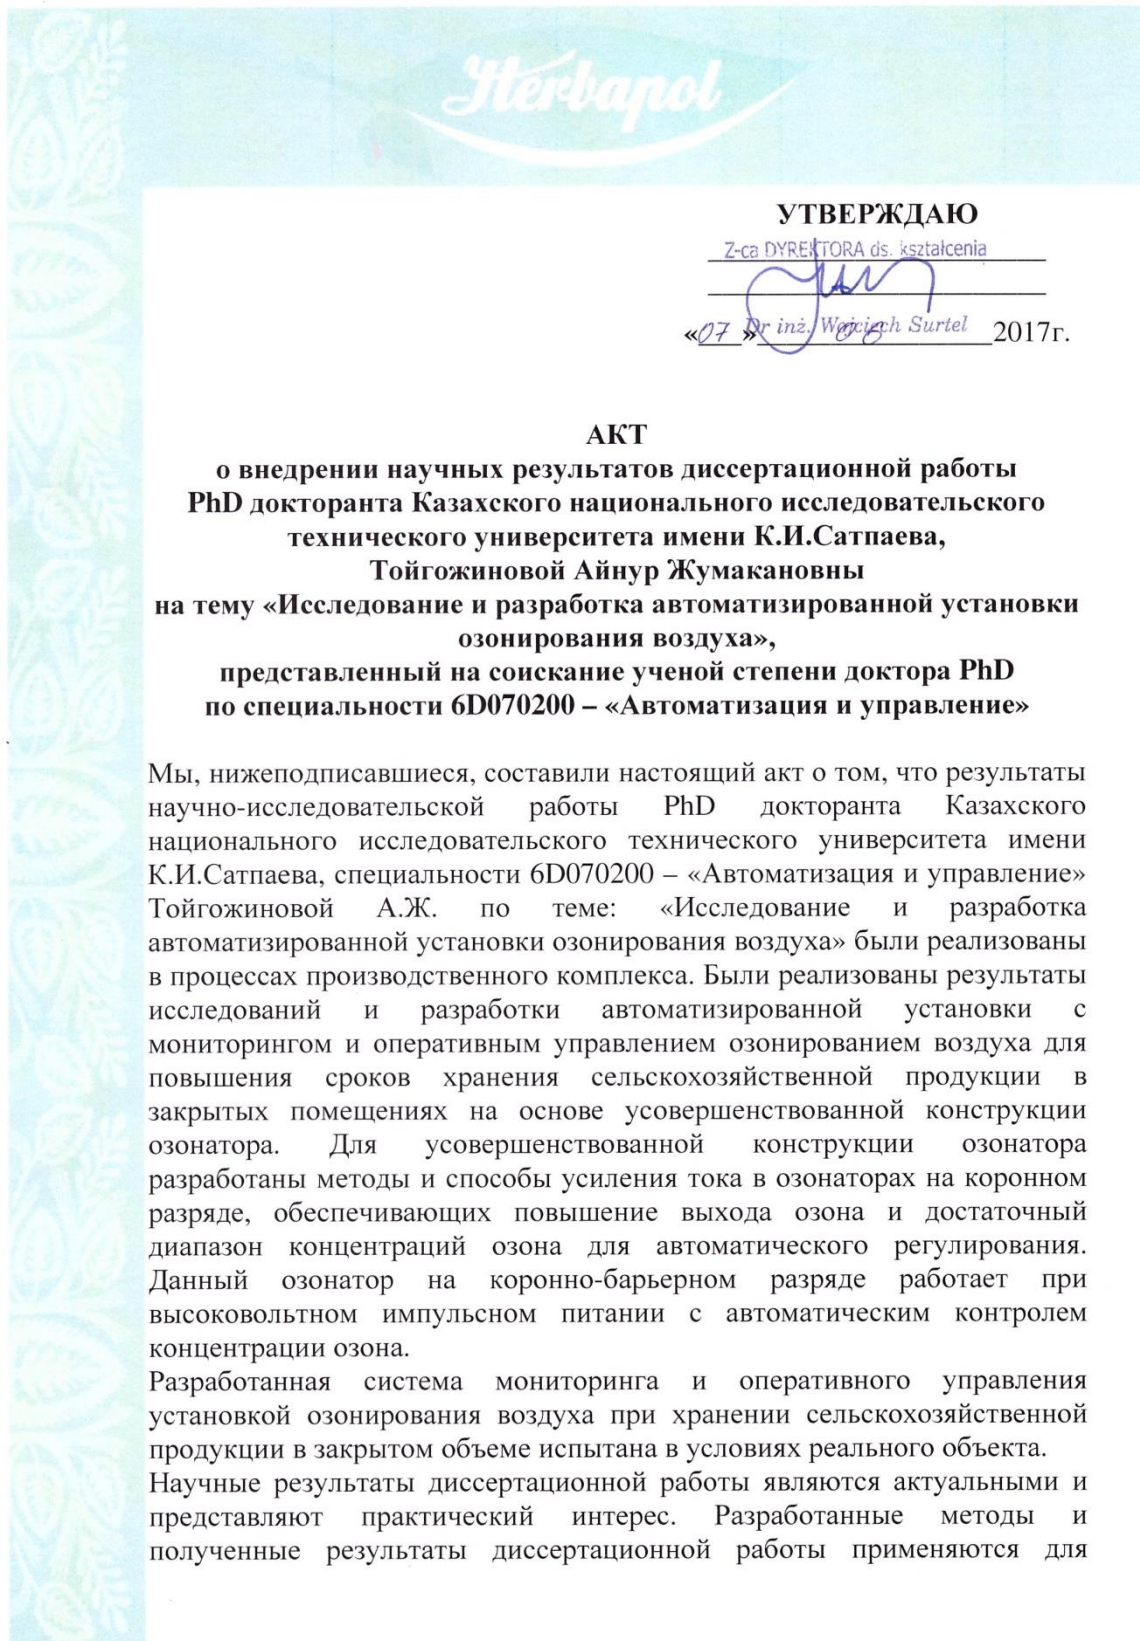 Herbapol
УТВЕРЖДАЮ
Z-ca DYREKTORA ds. kształcenia
Dr inż. Wojciech Surtel
«07» 06 2017г.
АКТ
о внедрении научных результатов диссертационной работы
PhD докторанта Казахского национального исследовательского
технического университета имени К.И.Сатпаева,
Тойгожиновой Айнур Жумакановны
на тему «Исследование и разработка автоматизированной установки
озонирования воздуха»,
представленный на соискание ученой степени доктора PhD
по специальности 6D070200 – «Автоматизация и управление»
Мы, нижеподписавшиеся, составили настоящий акт о том, что результаты
научно-исследовательской работы PhD докторанта Казахского
национального исследовательского технического университета имени
К.И.Сатпаева, специальности 6D070200 – «Автоматизация и управление»
Тойгожиновой А.Ж. по теме: «Исследование и разработка
автоматизированной установки озонирования воздуха» были реализованы
в процессах производственного комплекса. Были реализованы результаты
исследований и разработки автоматизированной установки с
мониторингом и оперативным управлением озонированием воздуха для
повышения сроков хранения сельскохозяйственной продукции в
закрытых помещениях на основе усовершенствованной конструкции
озонатора. Для усовершенствованной конструкции озонатора
разработаны методы и способы усиления тока в озонаторах на коронном
разряде, обеспечивающих повышение выхода озона и достаточный
диапазон концентраций озона для автоматического регулирования.
Данный озонатор на коронно-барьерном разряде работает при
высоковольтном импульсном питании с автоматическим контролем
концентрации озона.
Разработанная система мониторинга и оперативного управления
установкой озонирования воздуха при хранении сельскохозяйственной
продукции в закрытом объеме испытана в условиях реального объекта.
Научные результаты диссертационной работы являются актуальными и
представляют практический интерес. Разработанные методы и
полученные результаты диссертационной работы применяются для